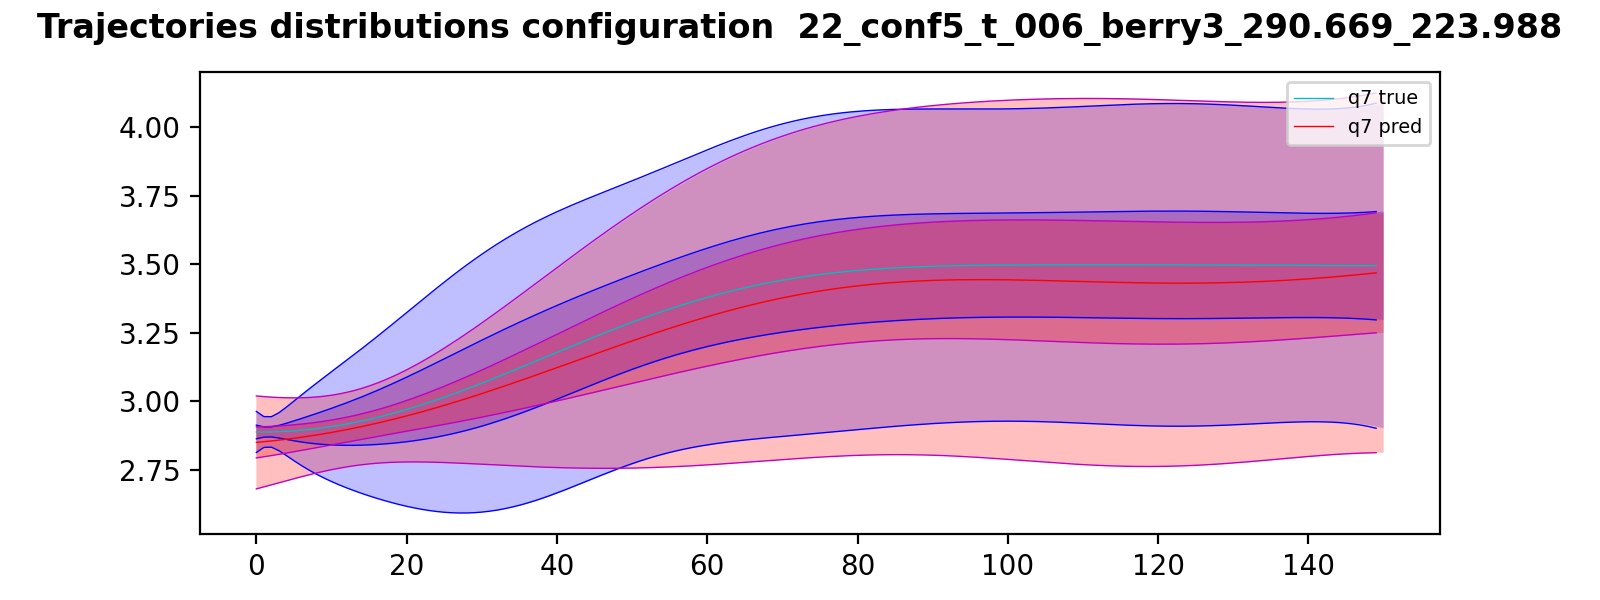 Trajectories distributions configuration  22_conf5_t_006_berry3_290.669_223.988
q7 true
q7 pred
4.00
3.75
3.50
3.25
3.00
2.75
0 20 40 60 80 100 120 140